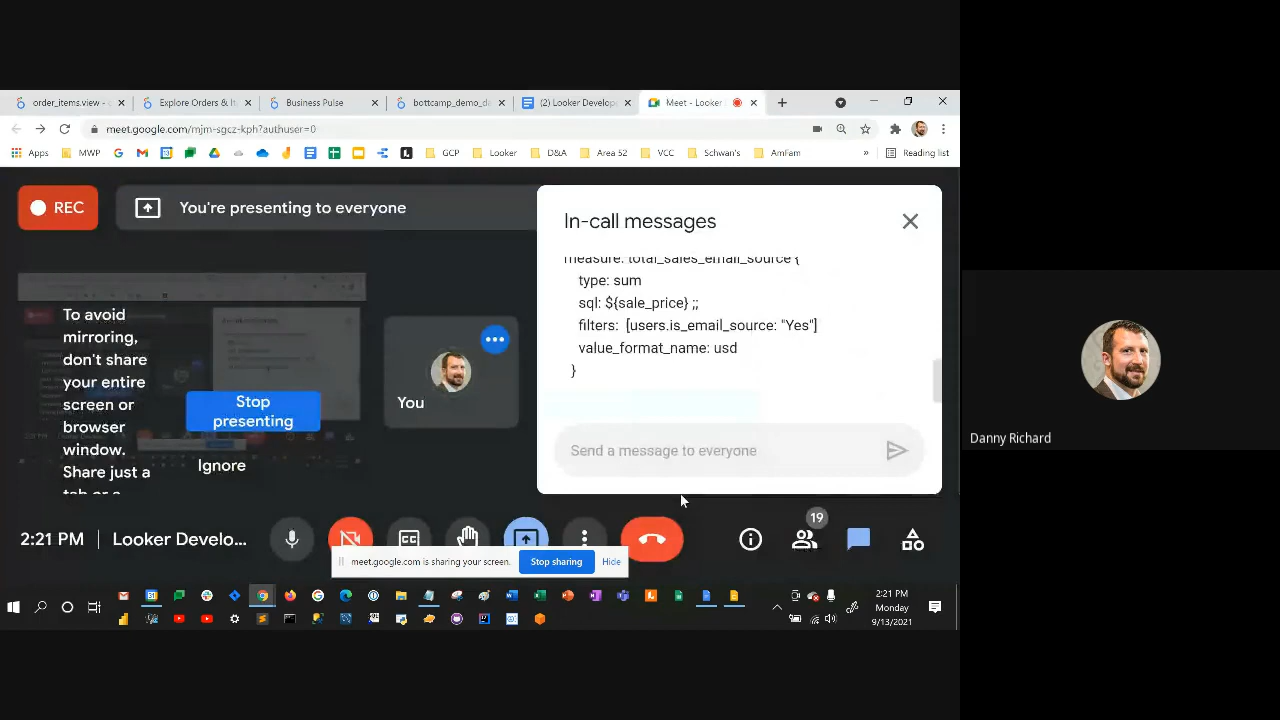 order_items.view -
Explore Orders & It
Business Pulse
bottcamp_demo_d
(2) Looker Develop
Meet - Looker
meet.google.com/mjm-sgcz-kph?authuser=0
Apps
MWP
GCP
Looker
D&A
Area 52
VCC
Schwan's
AmFam
»
Reading list
REC
You're presenting to everyone
In-call messages
measure: total_sales_email_source {
type: sum
sql: ${sale_price} ;;
filters: [users.is_email_source: "Yes"]
value_format_name: usd
}
To avoid
mirroring,
don't share
your entire
screen or
browser
window.
Share just a
tab or a
Stop
presenting
Ignore
You
Send a message to everyone
Danny Richard
2:21 PM
Looker Develo...
19
meet.google.com is sharing your screen.
Stop sharing
Hide
2:21 PM
Monday
9/13/2021